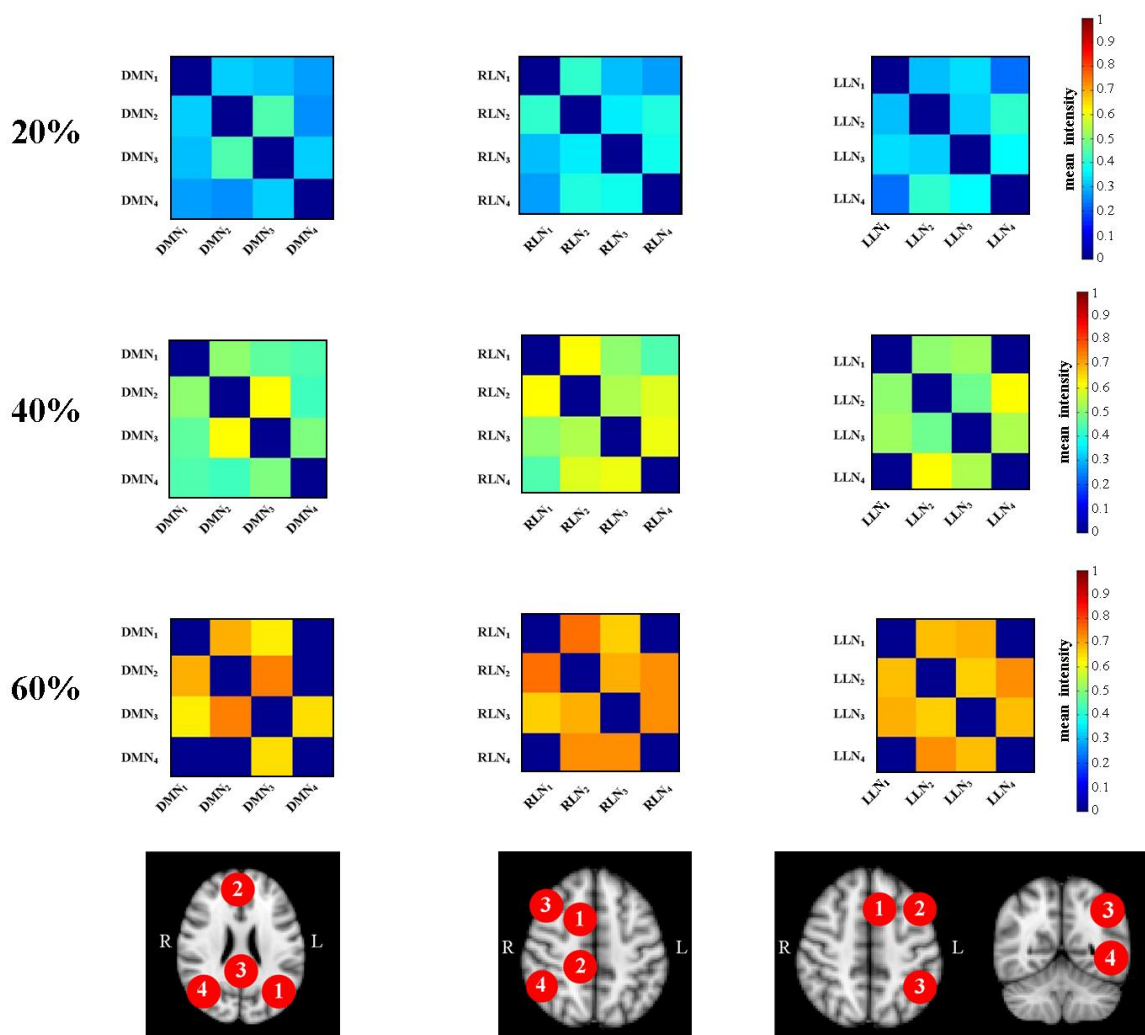 20%
DMN₁
DMN₂
DMN₃
DMN₄
DMN₁ DMN₂ DMN₃ DMN₄
RLN₁
RLN₂
RLN₃
RLN₄
RLN₁ RLN₂ RLN₃ RLN₄
LLN₁
LLN₂
LLN₃
LLN₄
LLN₁ LLN₂ LLN₃ LLN₄
mean intensity
1
0.9
0.8
0.7
0.6
0.5
0.4
0.3
0.2
0.1
0
40%
DMN₁
DMN₂
DMN₃
DMN₄
DMN₁ DMN₂ DMN₃ DMN₄
RLN₁
RLN₂
RLN₃
RLN₄
RLN₁ RLN₂ RLN₃ RLN₄
LLN₁
LLN₂
LLN₃
LLN₄
LLN₁ LLN₂ LLN₃ LLN₄
mean intensity
1
0.9
0.8
0.7
0.6
0.5
0.4
0.3
0.2
0.1
0
60%
DMN₁
DMN₂
DMN₃
DMN₄
DMN₁ DMN₂ DMN₃ DMN₄
RLN₁
RLN₂
RLN₃
RLN₄
RLN₁ RLN₂ RLN₃ RLN₄
LLN₁
LLN₂
LLN₃
LLN₄
LLN₁ LLN₂ LLN₃ LLN₄
mean intensity
1
0.9
0.8
0.7
0.6
0.5
0.4
0.3
0.2
0.1
0
2
R L
3
4 1
3
1
R L
2
4
1 2
R L
3
3
4